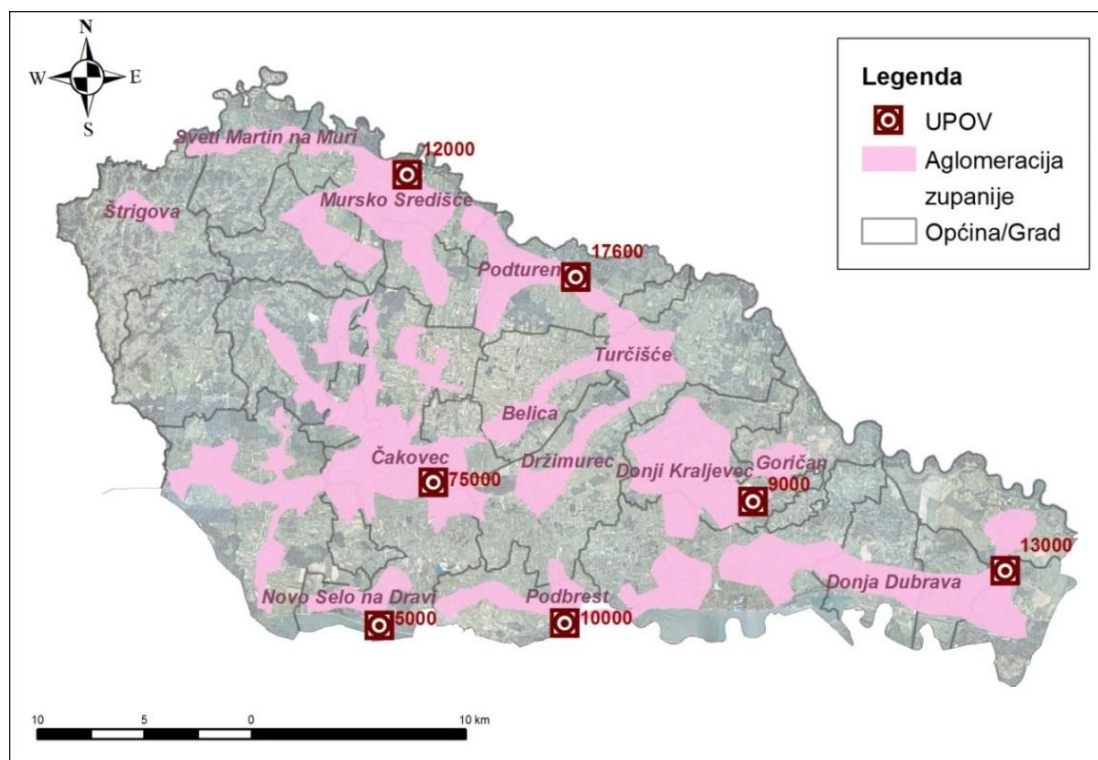 N
W E
S
Legenda
UPOV
Aglomeracija
zupanije
Općina/Grad
Sveti Martin na Muri
12000
Štrigova
Mursko Središće
17600
Podturen
Turčišće
Belica
Čakovec
75000
Držimurec
Donji Kraljevec
Goričan
9000
13000
Donja Dubrava
Novo Selo na Dravi
5000
Podbrest
10000
10 5 0 10 km